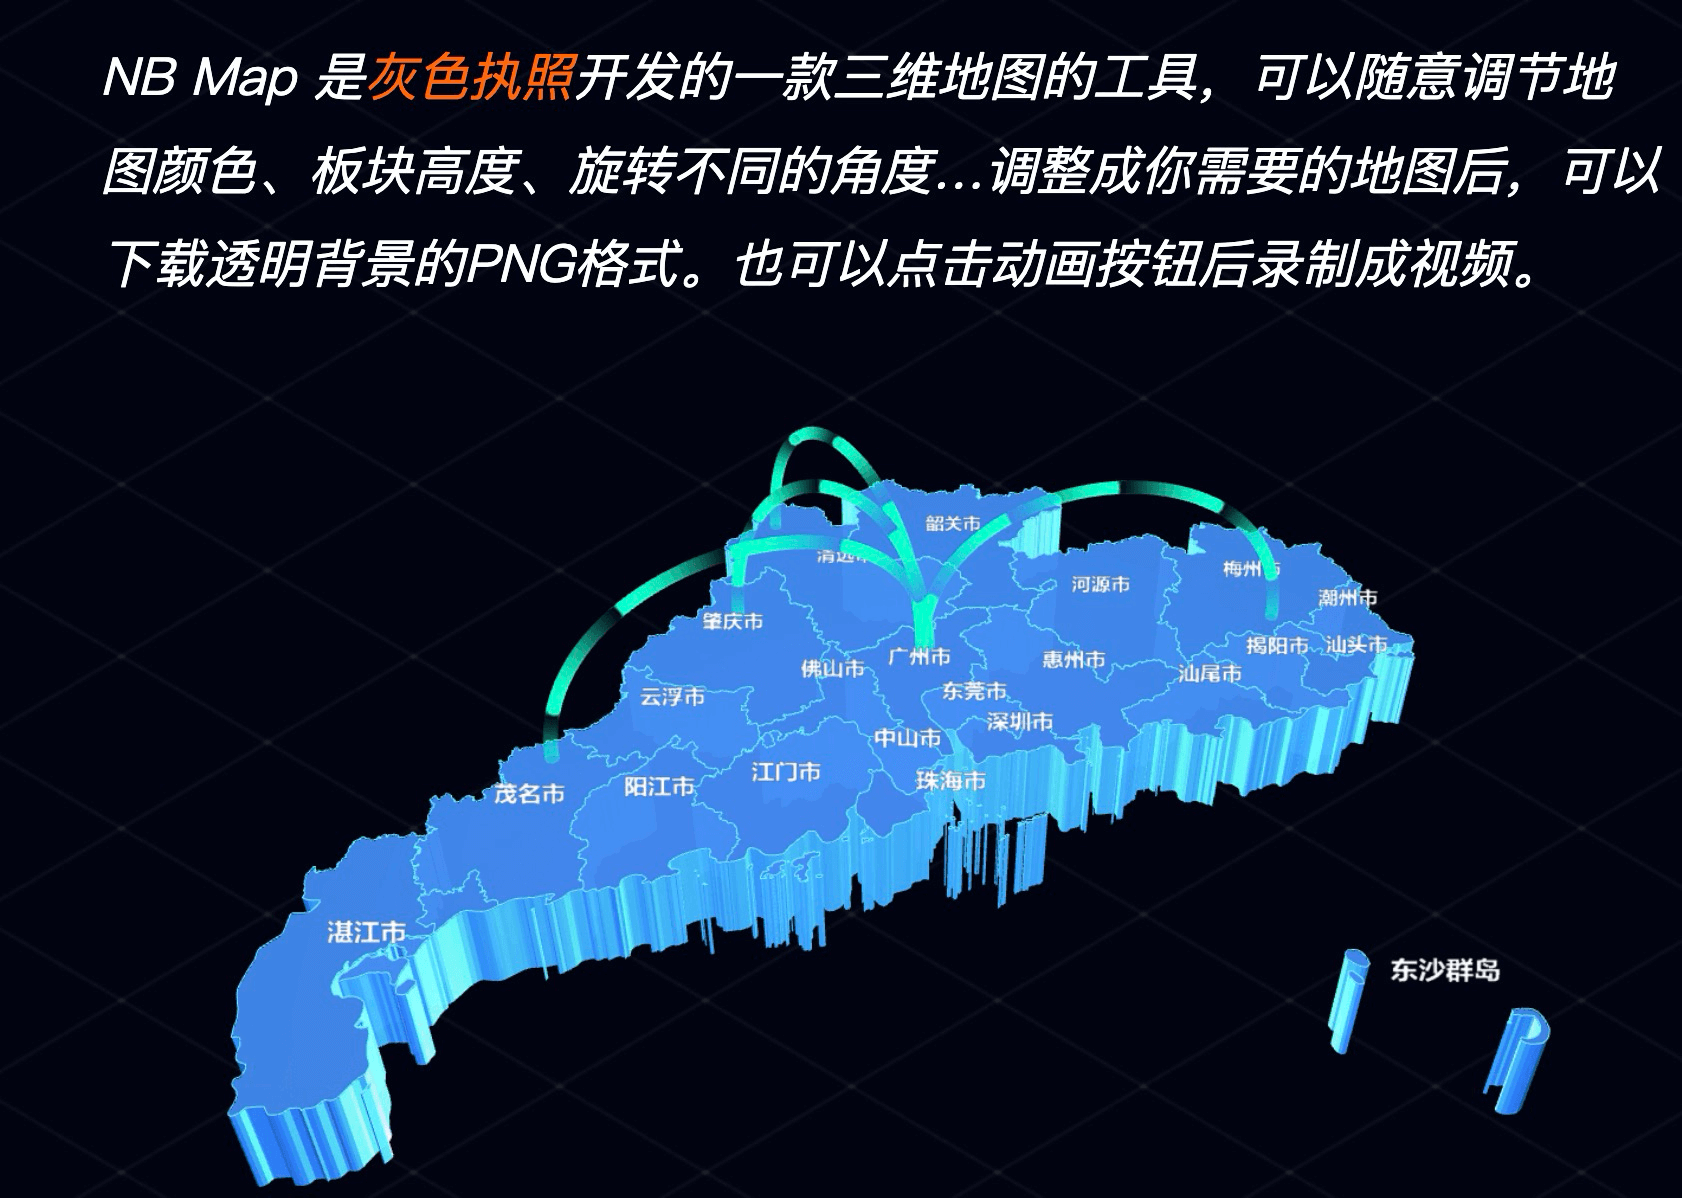 NB Map 是灰色执照开发的一款三维地图的工具，可以随意调节地
图颜色、板块高度、旋转不同的角度...调整成你需要的地图后，可以
下载透明背景的PNG格式。也可以点击动画按钮后录制成视频。
韶关市
清远市
河源市
梅州市
潮州市
肇庆市
揭阳市
汕头市
广州市
惠州市
佛山市
汕尾市
云浮市
东莞市
深圳市
中山市
江门市
珠海市
阳江市
茂名市
湛江市
东沙群岛